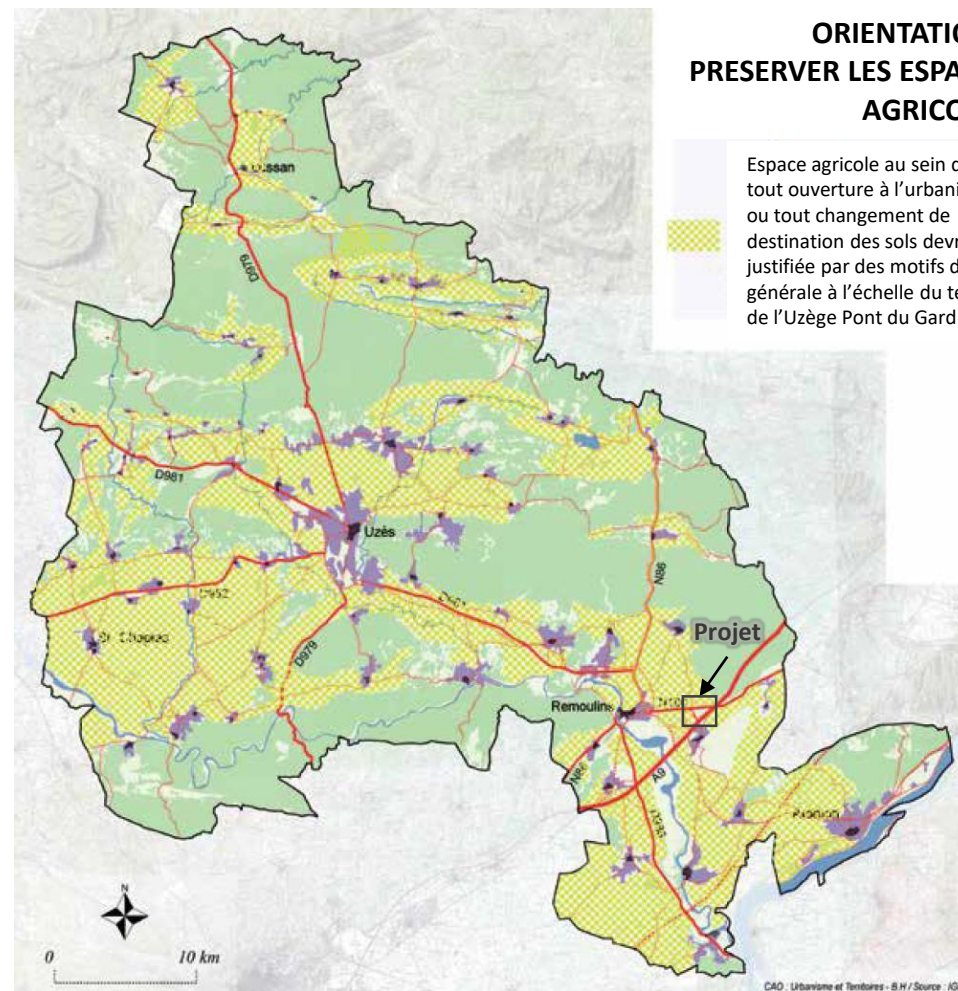 ORIENTATIO
PRESERVER LES ESPA
AGRICO
Espace agricole au sein d
tout ouverture à l’urbani
ou tout changement de
destination des sols devr
justifiée par des motifs d
générale à l’échelle du te
de l’Uzège Pont du Gard
D979
D981
Uzès
N86
D979
Projet
Remoulins
N86
A9
N
0 10 km
CAO : Urbanisme et Territoires - B.H / Source : IG